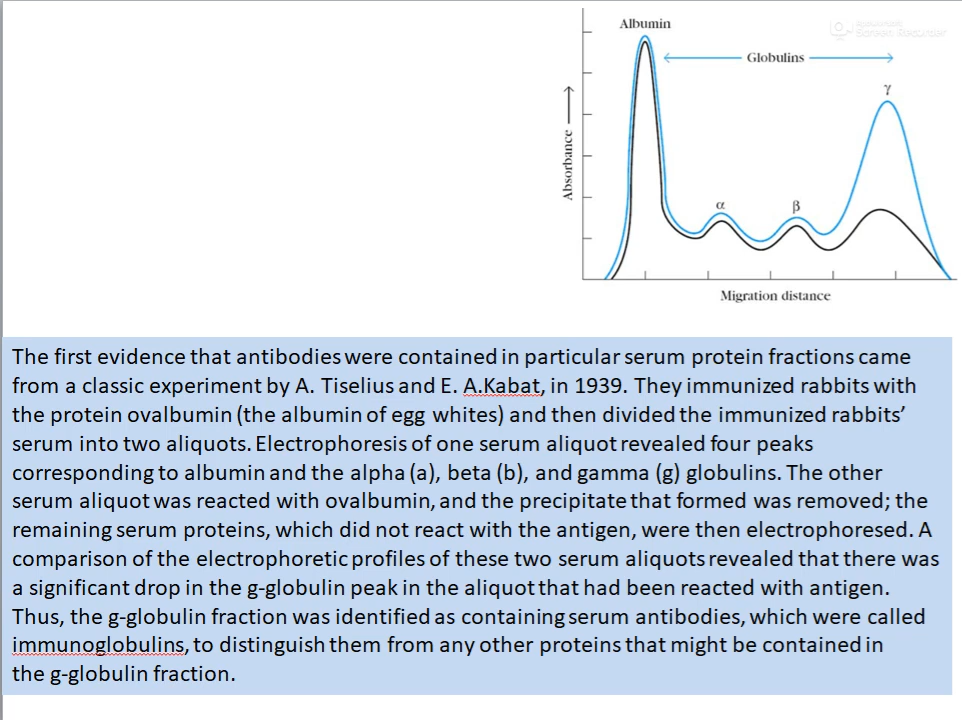 Albumin
Screen Recorder
Globulins
γ
Absorbance
α
β
Migration distance
The first evidence that antibodies were contained in particular serum protein fractions came
from a classic experiment by A. Tiselius and E. A.Kabat, in 1939. They immunized rabbits with
the protein ovalbumin (the albumin of egg whites) and then divided the immunized rabbits’
serum into two aliquots. Electrophoresis of one serum aliquot revealed four peaks
corresponding to albumin and the alpha (a), beta (b), and gamma (g) globulins. The other
serum aliquot was reacted with ovalbumin, and the precipitate that formed was removed; the
remaining serum proteins, which did not react with the antigen, were then electrophoresed. A
comparison of the electrophoretic profiles of these two serum aliquots revealed that there was
a significant drop in the g-globulin peak in the aliquot that had been reacted with antigen.
Thus, the g-globulin fraction was identified as containing serum antibodies, which were called
immunoglobulins, to distinguish them from any other proteins that might be contained in
the g-globulin fraction.